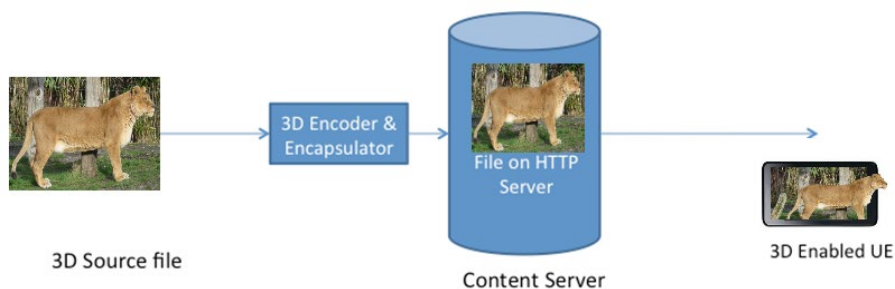 3D Encoder &
Encapsulator
File on HTTP
Server
3D Source file
Content Server
3D Enabled UE